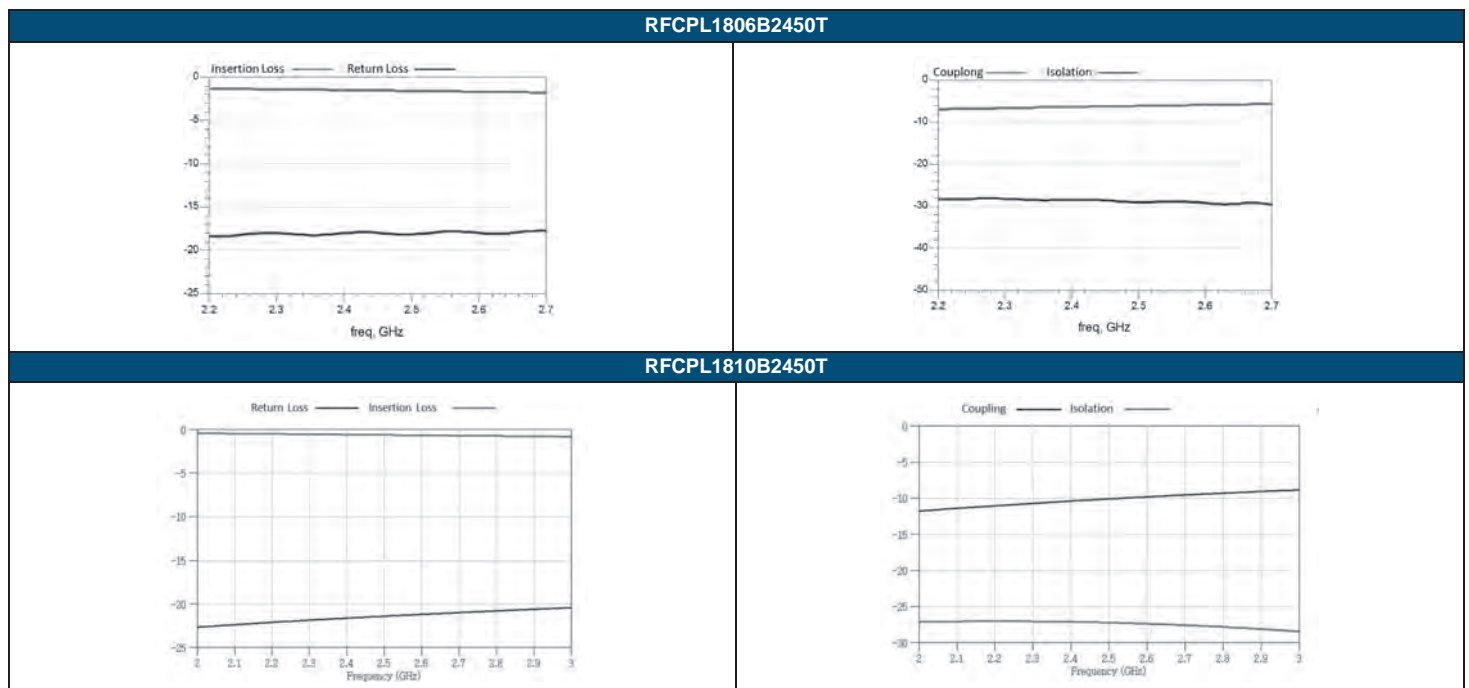 RFCPL1806B2450T
Insertion Loss Return Loss
0
-5
-10
-15
-20
-25
2.2 2.3 2.4 2.5 2.6 2.7
freq, GHz
Couplong Isolation
0
-10
-20
-30
-40
-50
2.2 2.3 2.4 2.5 2.6 2.7
freq, GHz
RFCPL1810B2450T
Return Loss Insertion Loss
0
-5
-10
-15
-20
-25
2 2.1 2.2 2.3 2.4 2.5 2.6 2.7 2.8 2.9 3
Frequency (GHz)
Coupling Isolation
0
-5
-10
-15
-20
-25
-30
2 2.1 2.2 2.3 2.4 2.5 2.6 2.7 2.8 2.9 3
Frequency (GHz)